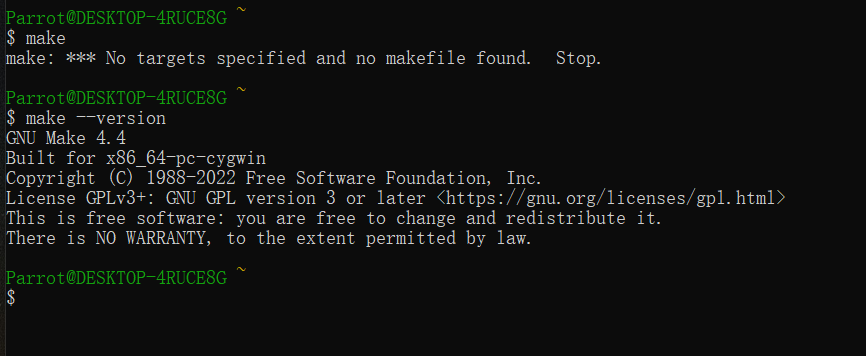 Parrot@DESKTOP-4RUCE8G ~
$ make
make: *** No targets specified and no makefile found.  Stop.
Parrot@DESKTOP-4RUCE8G ~
$ make --version
GNU Make 4.4
Built for x86_64-pc-cygwin
Copyright (C) 1988-2022 Free Software Foundation, Inc.
License GPLv3+: GNU GPL version 3 or later <https://gnu.org/licenses/gpl.html>
This is free software: you are free to change and redistribute it.
There is NO WARRANTY, to the extent permitted by law.
Parrot@DESKTOP-4RUCE8G ~
$